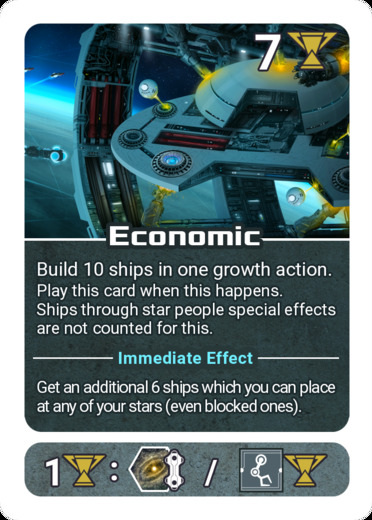 7
Economic
Build 10 ships in one growth action.
Play this card when this happens.
Ships through star people special effects
are not counted for this.
Immediate Effect
Get an additional 6 ships which you can place
at any of your stars (even blocked ones).
1 : /